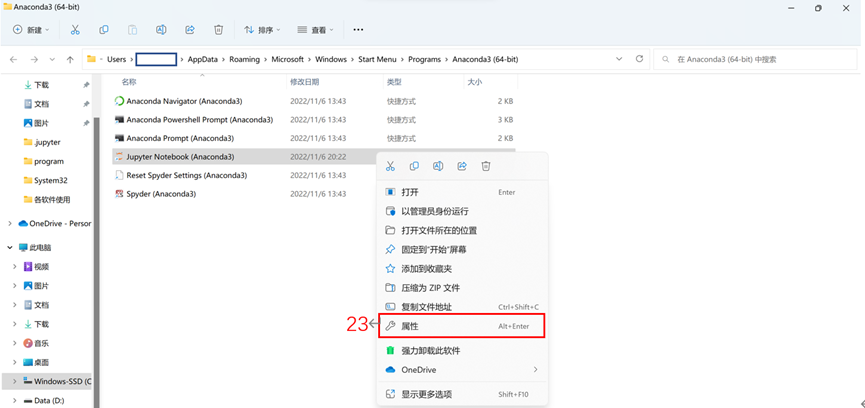 Anaconda3 (64-bit)
新建
排序
查看
Users
AppData
Roaming
Microsoft
Windows
Start Menu
Programs
Anaconda3 (64-bit)
在 Anaconda3 (64-bit) 中搜索
名称 修改日期 类型 大小
下载
文档
图片
.jupyter
program
System32
各软件使用
OneDrive - Person
此电脑
视频
图片
文档
下载
音乐
桌面
Windows-SSD (C
Data (D:)
Anaconda Navigator (Anaconda3) 2022/11/6 13:43 快捷方式 2 KB
Anaconda Powershell Prompt (Anaconda3) 2022/11/6 13:43 快捷方式 3 KB
Anaconda Prompt (Anaconda3) 2022/11/6 13:43 快捷方式 2 KB
Jupyter Notebook (Anaconda3) 2022/11/6 20:22
Reset Spyder Settings (Anaconda3) 2022/11/6 13:43
Spyder (Anaconda3) 2022/11/6 13:43
打开 Enter
以管理员身份运行
打开文件所在的位置
固定到"开始"屏幕
添加到收藏夹
压缩为 ZIP 文件
复制文件地址 Ctrl+Shift+C
23 属性 Alt+Enter
强力卸载此软件
OneDrive
显示更多选项 Shift+F10